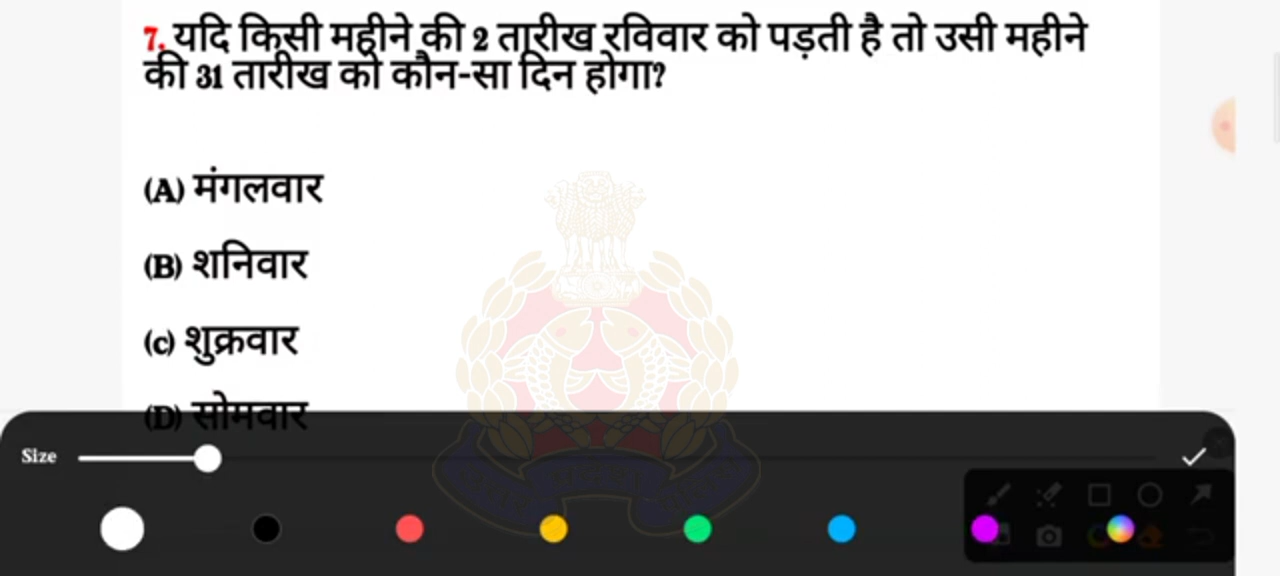 7. यदि किसी महीने की 2 तारीख रविवार को पड़ती है तो उसी महीने
की 31 तारीख को कौन-सा दिन होगा?
(A) मंगलवार
(B) शनिवार
(c) शुक्रवार
(D) सोमवार
Size